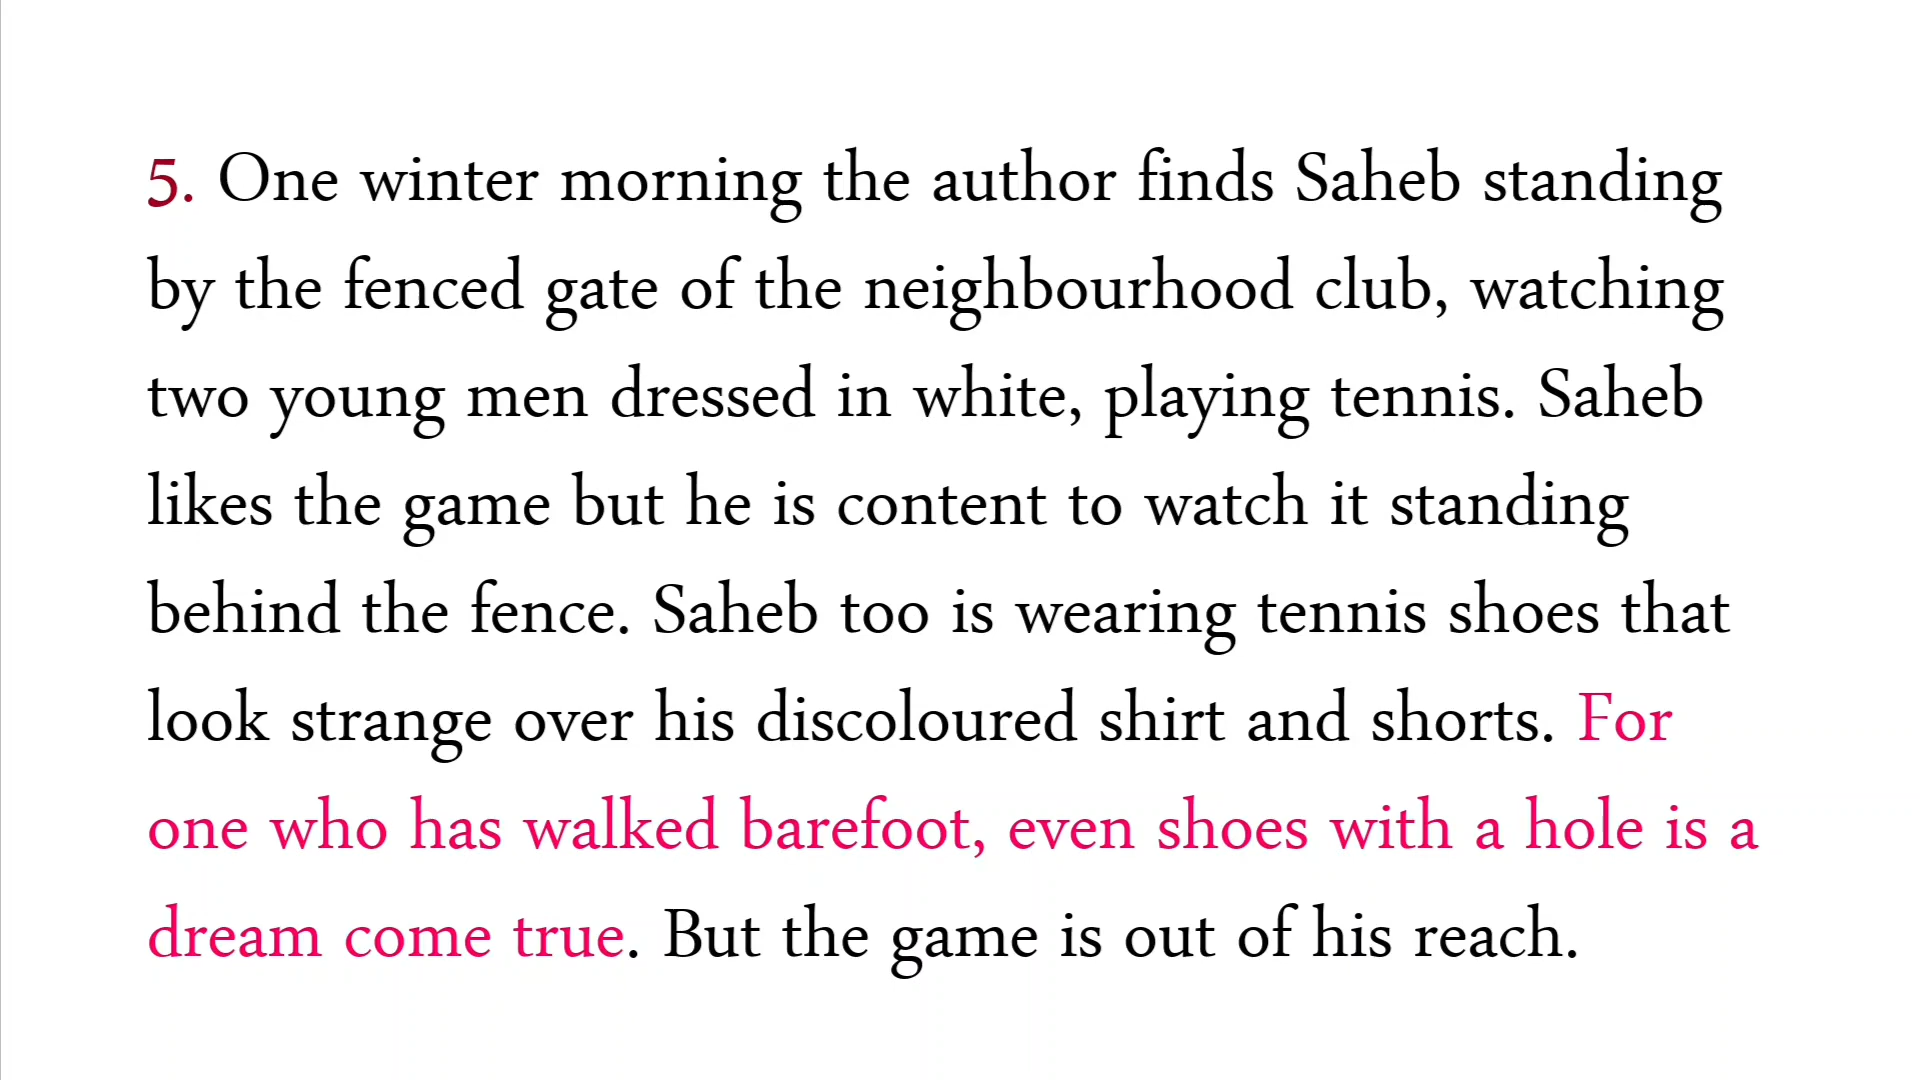 5. One winter morning the author finds Saheb standing
by the fenced gate of the neighbourhood club, watching
two young men dressed in white, playing tennis. Saheb
likes the game but he is content to watch it standing
behind the fence. Saheb too is wearing tennis shoes that
look strange over his discoloured shirt and shorts. For
one who has walked barefoot, even shoes with a hole is a
dream come true. But the game is out of his reach.